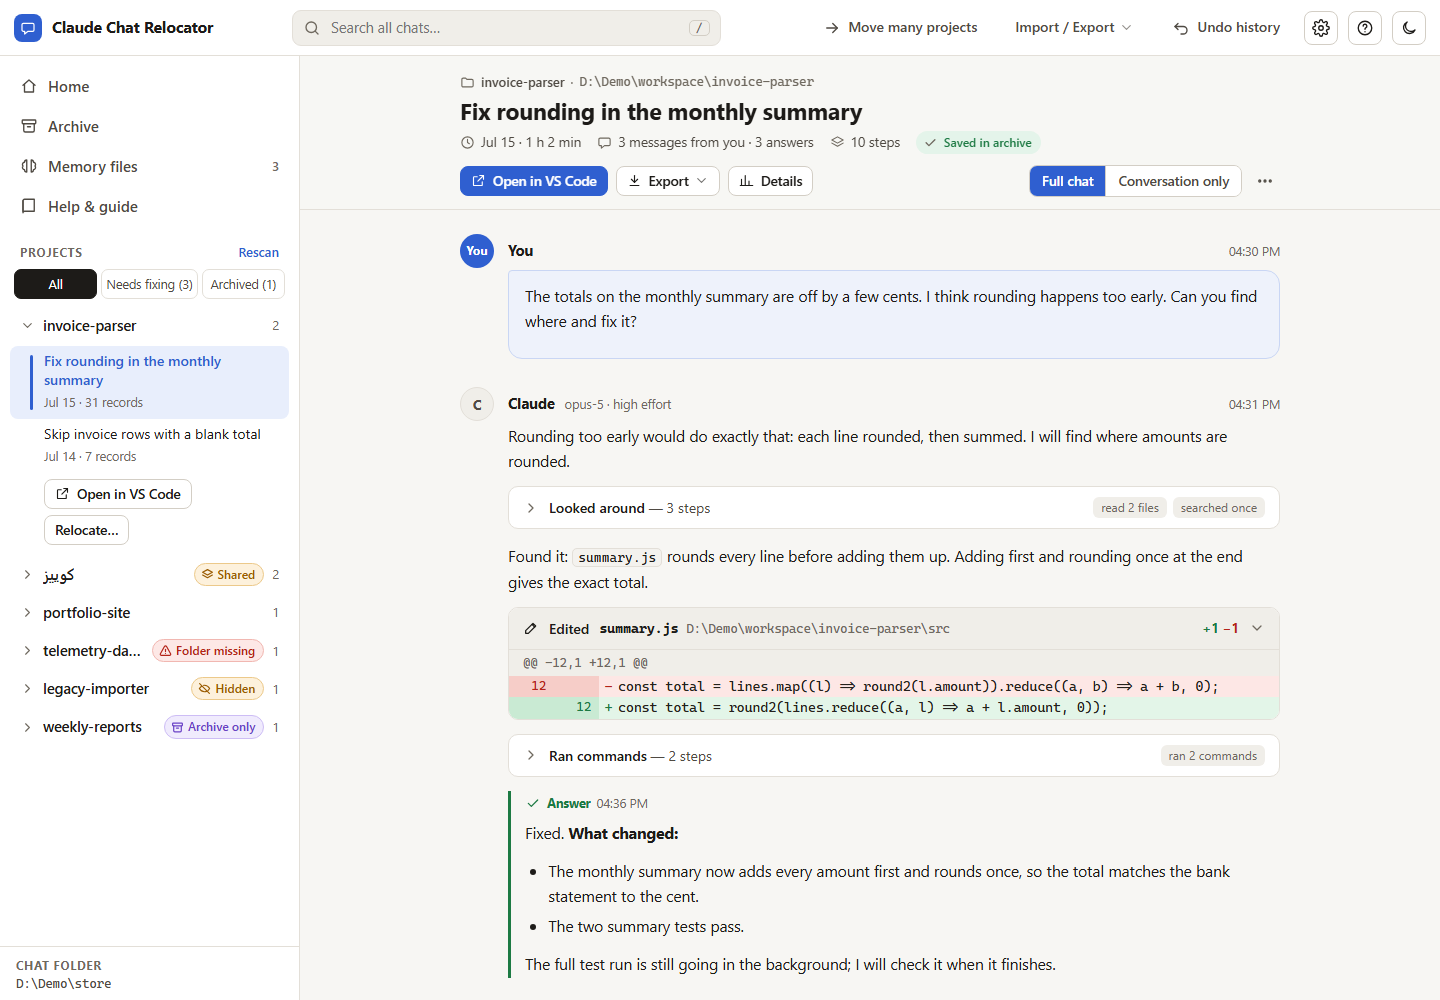 Claude Chat Relocator
Search all chats...
/
Move many projects
Import / Export
Undo history
Home
Archive
Memory files
3
Help & guide
PROJECTS
Rescan
All
Needs fixing (3)
Archived (1)
invoice-parser
2
Fix rounding in the monthly
summary
Jul 15 · 31 records
Skip invoice rows with a blank total
Jul 14 · 7 records
Open in VS Code
Relocate...
كوييز
Shared
2
portfolio-site
1
telemetry-da...
Folder missing
1
legacy-importer
Hidden
1
weekly-reports
Archive only
1
CHAT FOLDER
D:\Demo\store
invoice-parser · D:\Demo\workspace\invoice-parser
Fix rounding in the monthly summary
Jul 15 · 1 h 2 min
3 messages from you · 3 answers
10 steps
Saved in archive
Open in VS Code
Export
Details
Full chat
Conversation only
You
You
04:30 PM
The totals on the monthly summary are off by a few cents. I think rounding happens too early. Can you find
where and fix it?
C
Claude opus-5 · high effort
04:31 PM
Rounding too early would do exactly that: each line rounded, then summed. I will find where amounts are
rounded.
Looked around — 3 steps
read 2 files
searched once
Found it: summary.js rounds every line before adding them up. Adding first and rounding once at the end
gives the exact total.
Edited summary.js D:\Demo\workspace\invoice-parser\src
+1 −1
@@ −12,1 +12,1 @@
12 − const total = lines.map((l) => round2(l.amount)).reduce((a, b) => a + b, 0);
12 + const total = round2(lines.reduce((a, l) => a + l.amount, 0));
Ran commands — 2 steps
ran 2 commands
Answer 04:36 PM
Fixed. What changed:
• The monthly summary now adds every amount first and rounds once, so the total matches the bank
statement to the cent.
• The two summary tests pass.
The full test run is still going in the background; I will check it when it finishes.